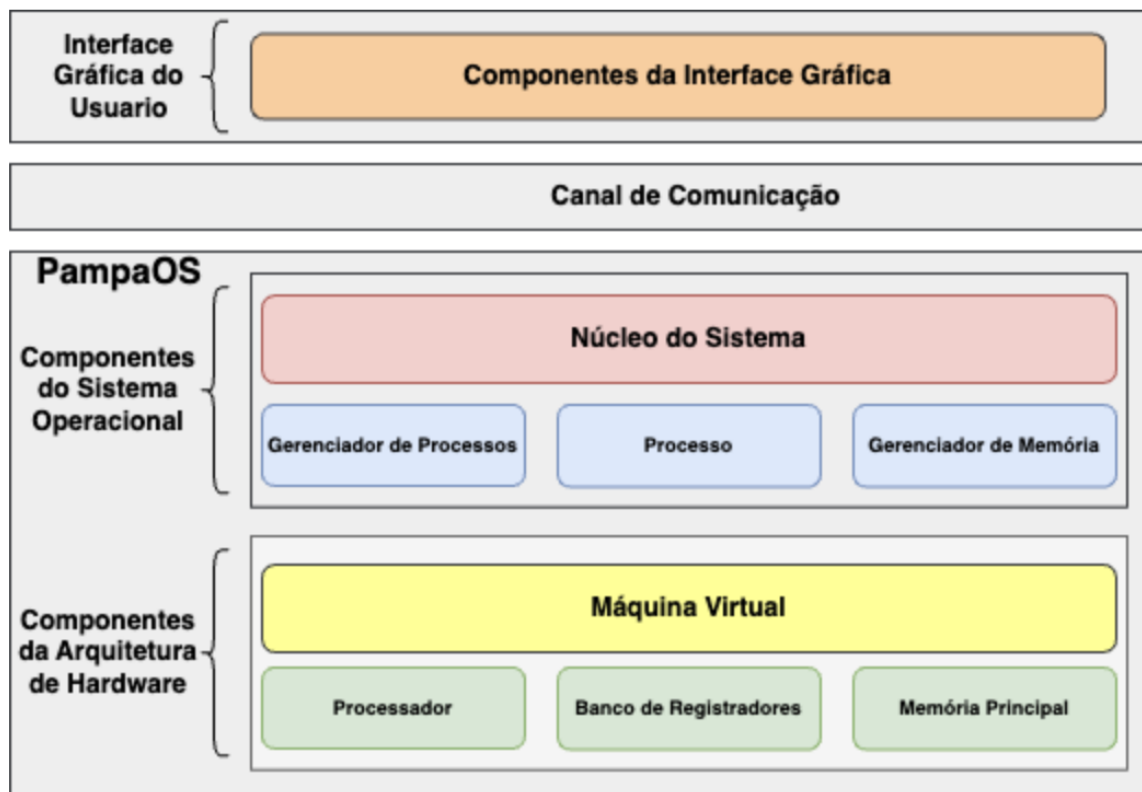 Interface
Gráfica do
Usuario
Componentes da Interface Gráfica
Canal de Comunicação
PampaOS
Componentes
do Sistema
Operacional
Núcleo do Sistema
Gerenciador de Processos
Processo
Gerenciador de Memória
Componentes
da Arquitetura
de Hardware
Máquina Virtual
Processador
Banco de Registradores
Memória Principal